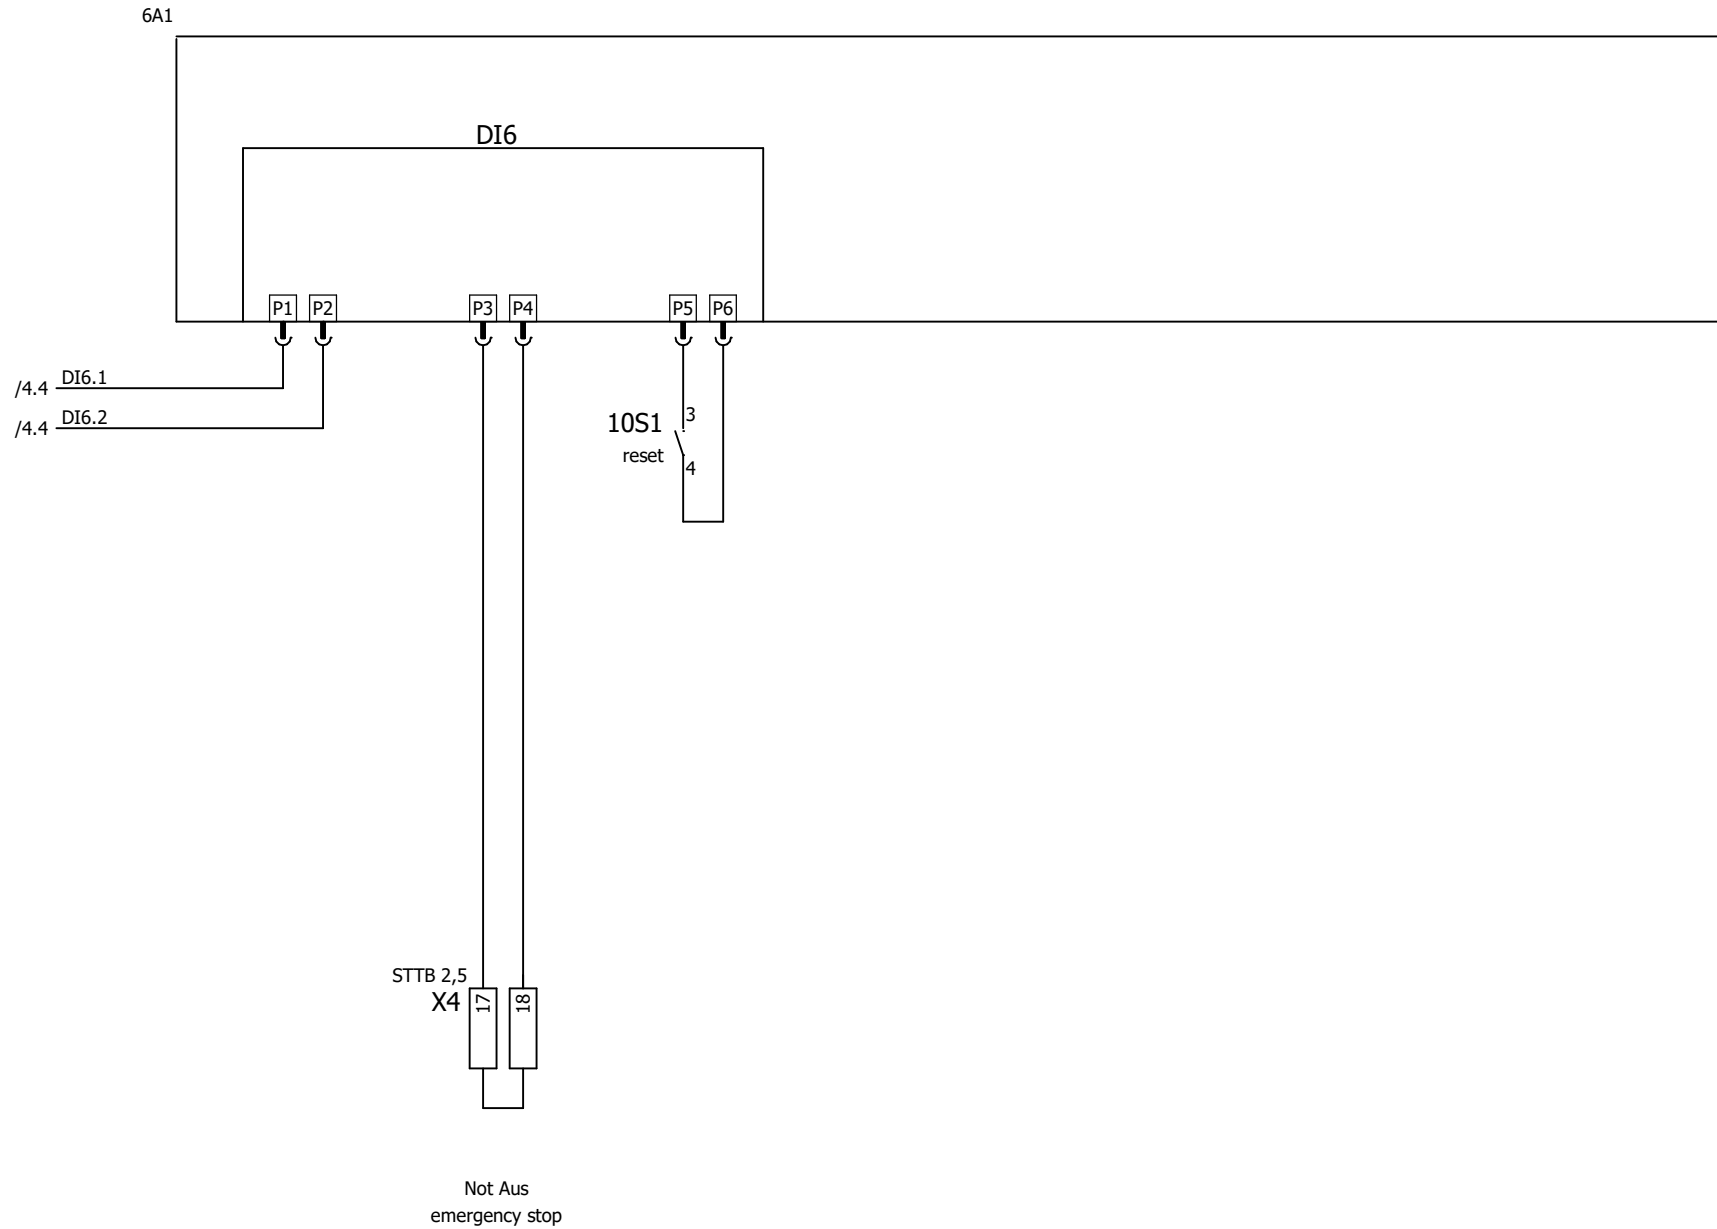 6A1
DI6
P1 P2 P3 P4 P5 P6
/4.4 DI6.1
/4.4 DI6.2
3
10S1
reset
4
STTB 2,5
X4 17 18
Not Aus
emergency stop